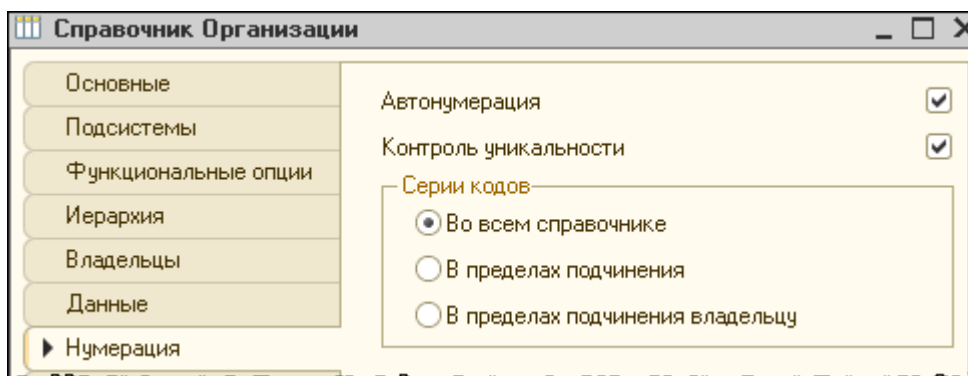 Справочник Организации
Основные
Подсистемы
Функциональные опции
Иерархия
Владельцы
Данные
Нумерация
Автонумерация
Контроль уникальности
Серии кодов
Во всем справочнике
В пределах подчинения
В пределах подчинения владельцу